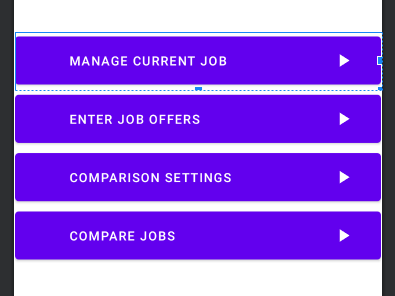 MANAGE CURRENT JOB
ENTER JOB OFFERS
COMPARISON SETTINGS
COMPARE JOBS